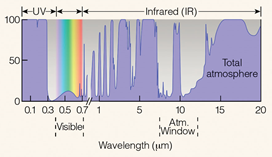 UV Infrared (IR)
100
50
0
Total
atmosphere
0.1 0.3 0.5 0.7 1 5 10 15 20
Visible
Atm.
Window
Wavelength (μm)